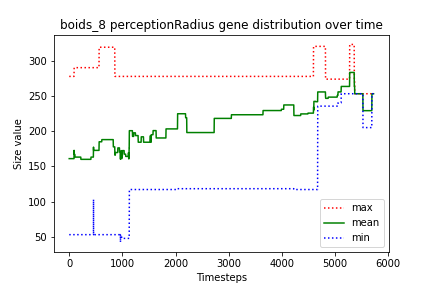 boids_8 perceptionRadius gene distribution over time
Size value
300
250
200
150
100
50
0
1000
2000
3000
4000
5000
6000
Timesteps
max
mean
min